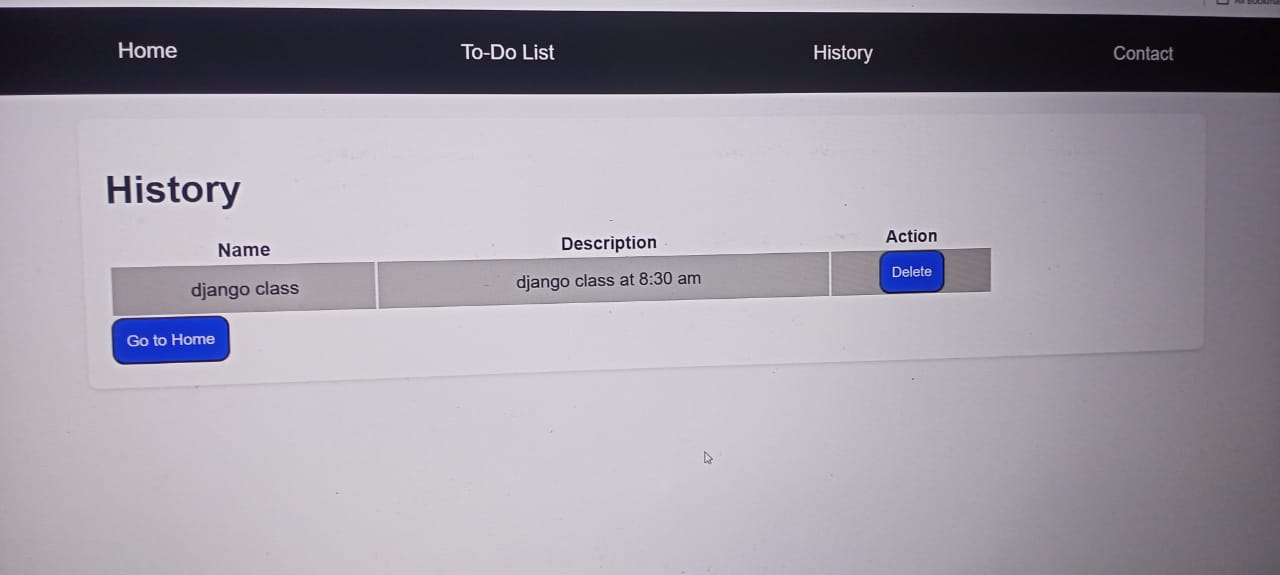 Home To-Do List History Contact
History
Name Description Action
django class django class at 8:30 am Delete
Go to Home